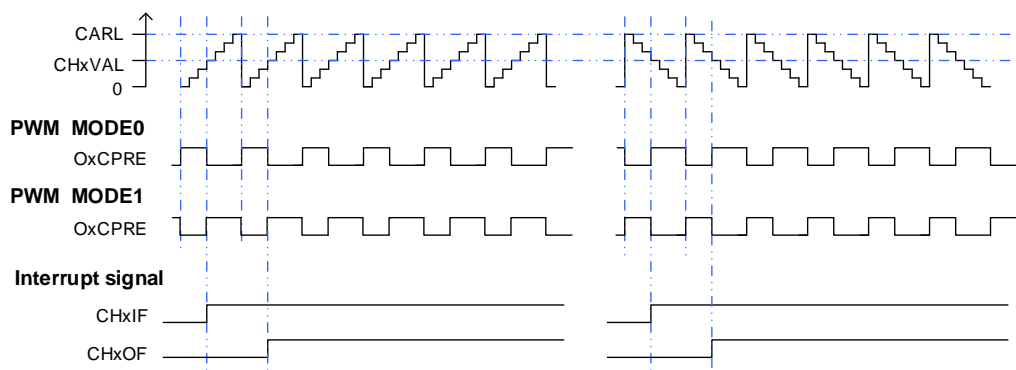 CARL
CHxVAL
0
PWM MODE0
OxCPRE
PWM MODE1
OxCPRE
Interrupt signal
CHxIF
CHxOF